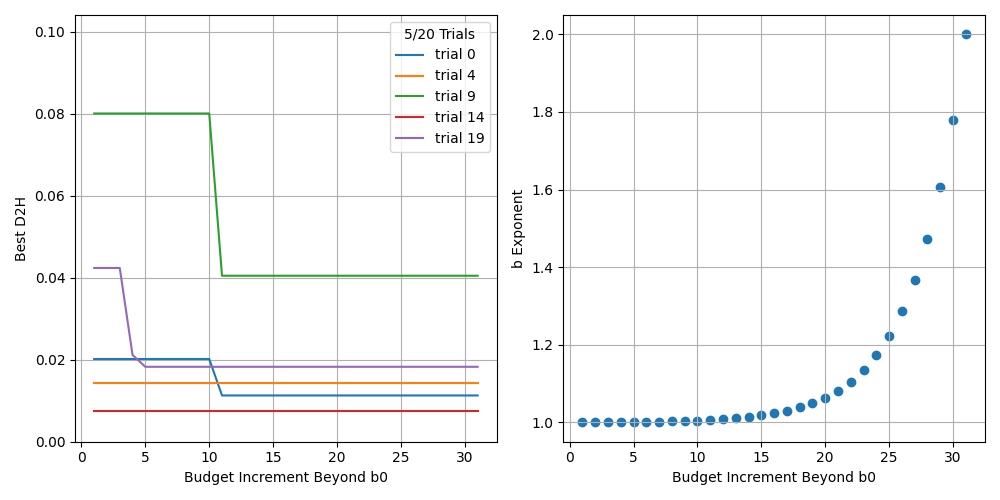 0.10
0.08
0.06
0.04
0.02
0.00
Best D2H
0 5 10 15 20 25 30
Budget Increment Beyond b0
5/20 Trials
trial 0
trial 4
trial 9
trial 14
trial 19
2.0
1.8
1.6
1.4
1.2
1.0
b Exponent
0 5 10 15 20 25 30
Budget Increment Beyond b0